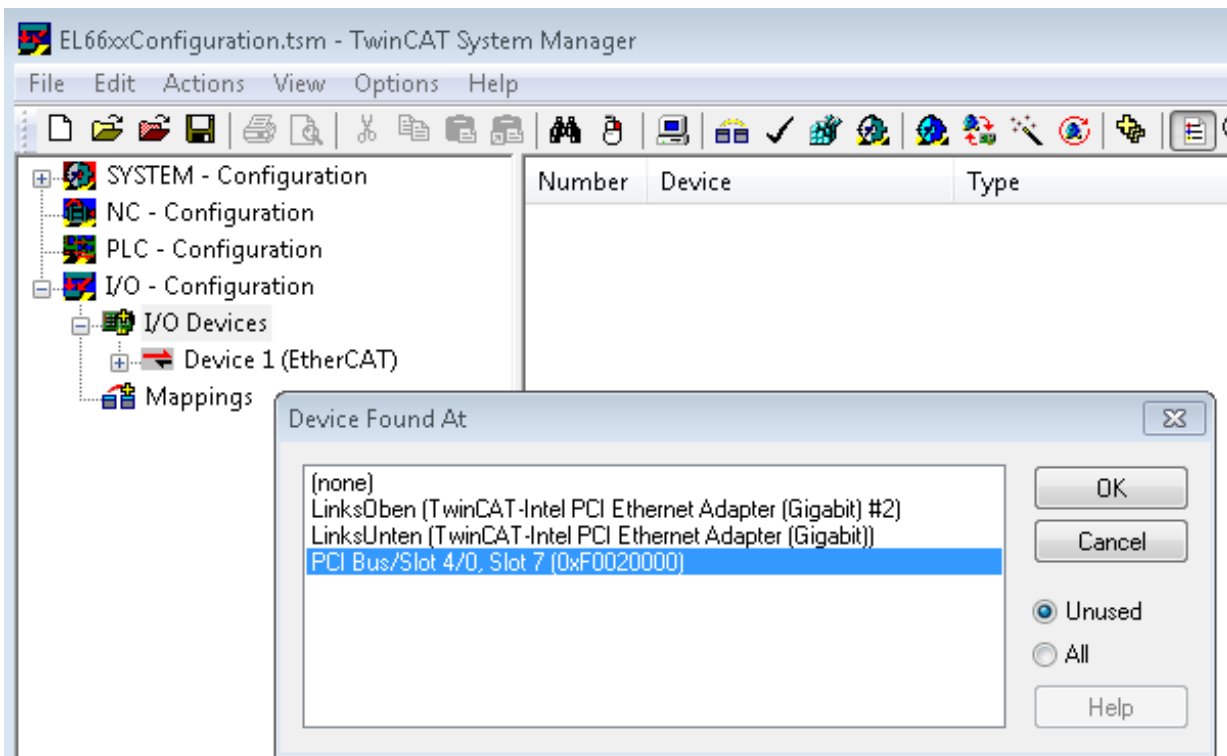 EL66xxConfiguration.tsm - TwinCAT System Manager
File Edit Actions View Options Help
SYSTEM - Configuration
NC - Configuration
PLC - Configuration
I/O - Configuration
I/O Devices
Device 1 (EtherCAT)
Mappings
Number Device Type
Device Found At
(none)
LinksOben (TwinCAT-Intel PCI Ethernet Adapter (Gigabit) #2)
LinksUnten (TwinCAT-Intel PCI Ethernet Adapter (Gigabit))
PCI Bus/Slot 4/0, Slot 7 (0xF0020000)
OK
Cancel
Unused
All
Help